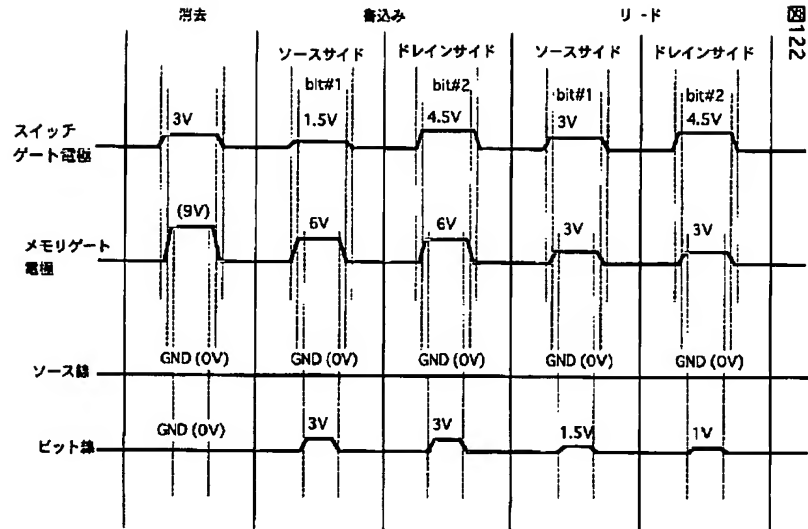 図122
消去 書込み リード
ソースサイド ドレインサイド ソースサイド ドレインサイド
bit#1 bit#2 bit#1 bit#2
スイッチ
ゲート電極
3V 1.5V 4.5V 3V 4.5V
メモリゲート
電極
(9V) 6V 6V 3V 3V
ソース線
GND (0V) GND (0V) GND (0V) GND (0V) GND (0V)
ビット線
GND (0V) 3V 3V 1.5V 1V